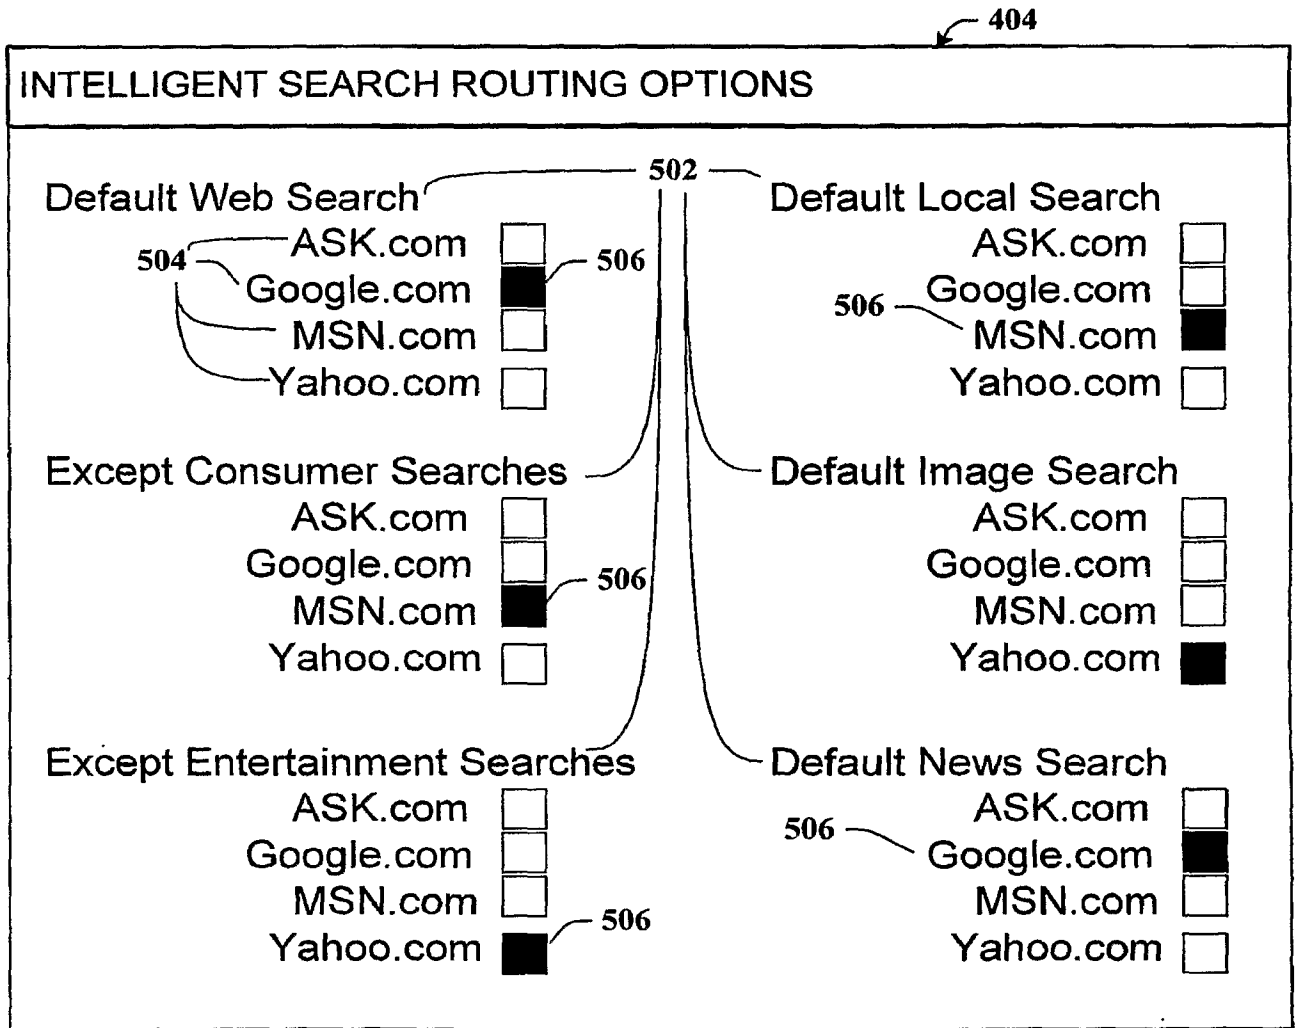 404
INTELLIGENT SEARCH ROUTING OPTIONS
502
Default Web Search
ASK.com
504
506
Google.com
MSN.com
Yahoo.com
Default Local Search
ASK.com
Google.com
506
MSN.com
Yahoo.com
Except Consumer Searches
ASK.com
Google.com
506
MSN.com
Yahoo.com
Default Image Search
ASK.com
Google.com
MSN.com
Yahoo.com
Except Entertainment Searches
ASK.com
Google.com
MSN.com
506
Yahoo.com
Default News Search
ASK.com
506
Google.com
MSN.com
Yahoo.com